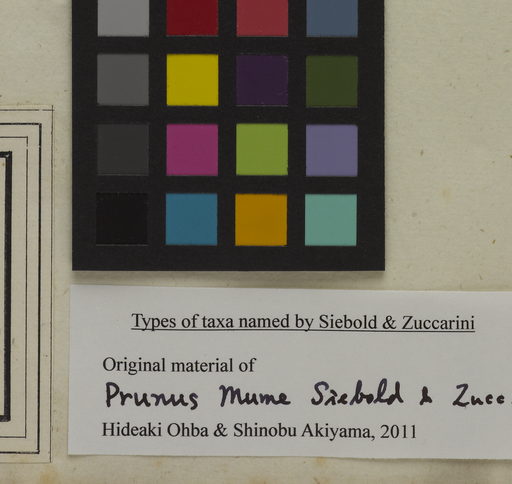 Types of taxa named by Siebold & Zuccarini
Original material of
Prunus Mume Siebold & Zucc.
Hideaki Ohba & Shinobu Akiyama, 2011